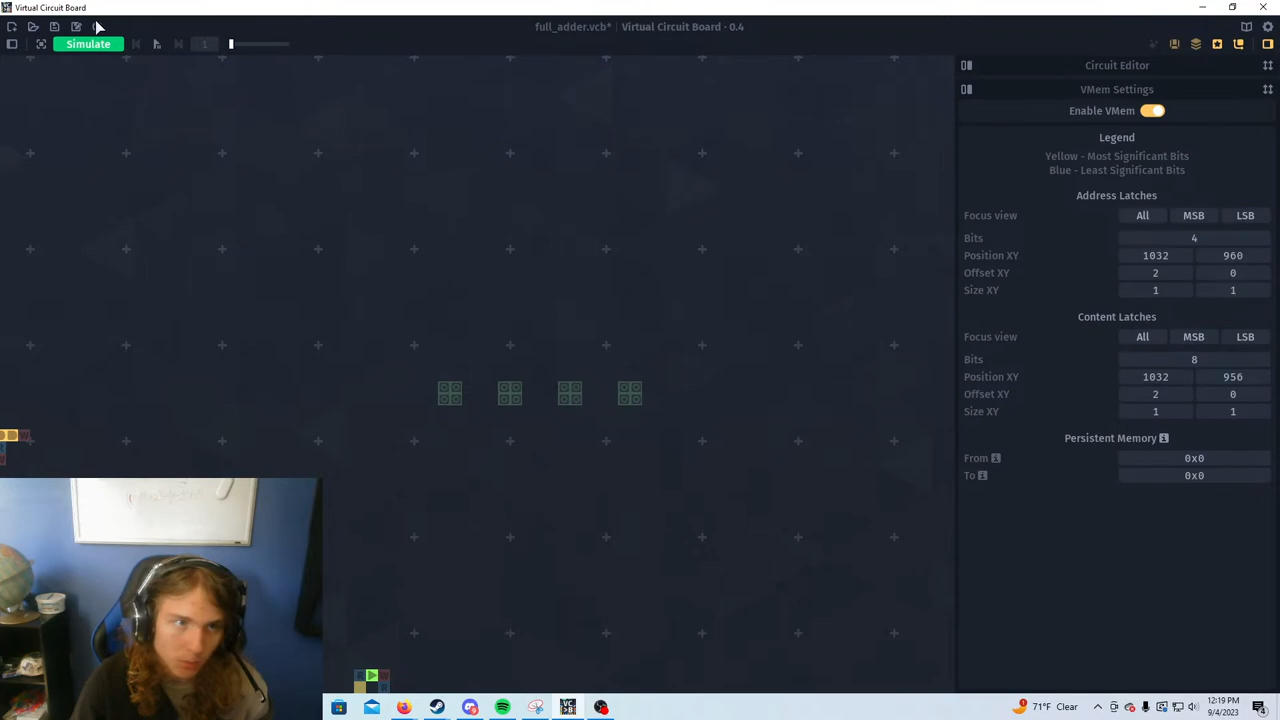 Virtual Circuit Board
full_adder.vcb* | Virtual Circuit Board - 0.4
Simulate
1
Circuit Editor
VMem Settings
Enable VMem
Legend
Yellow - Most Significant Bits
Blue - Least Significant Bits
Address Latches
Focus view All MSB LSB
Bits 4
Position XY 1032 960
Offset XY 2 0
Size XY 1 1
Content Latches
Focus view All MSB LSB
Bits 8
Position XY 1032 956
Offset XY 2 0
Size XY 1 1
Persistent Memory
From 0x0
To 0x0
71°F Clear
12:19 PM
9/4/2023